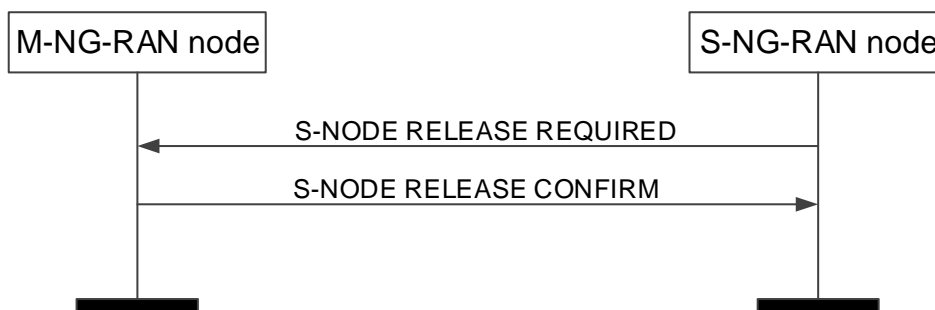 M-NG-RAN node
S-NG-RAN node
S-NODE RELEASE REQUIRED
S-NODE RELEASE CONFIRM